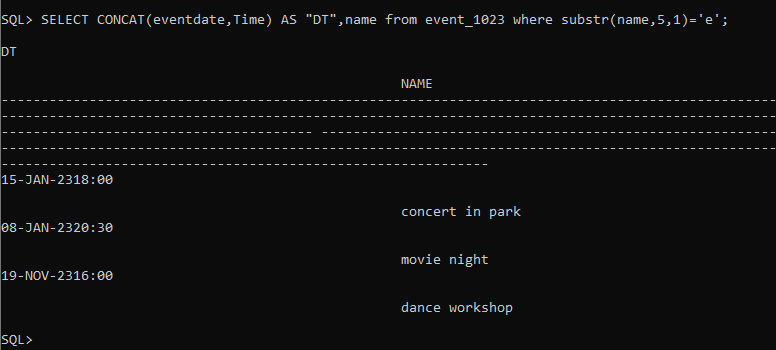 SQL> SELECT CONCAT(eventdate,Time) AS "DT",name from event_1023 where substr(name,5,1)='e';
DT
NAME
-------------------------------------------------------------------------------------------------
-------------------------------------------------------------------------------------------------
--------------------------------------- ---------------------------------------------------------
-------------------------------------------------------------------------------------------------
-------------------------------------------------------------
15-JAN-2318:00
concert in park
08-JAN-2320:30
movie night
19-NOV-2316:00
dance workshop
SQL>